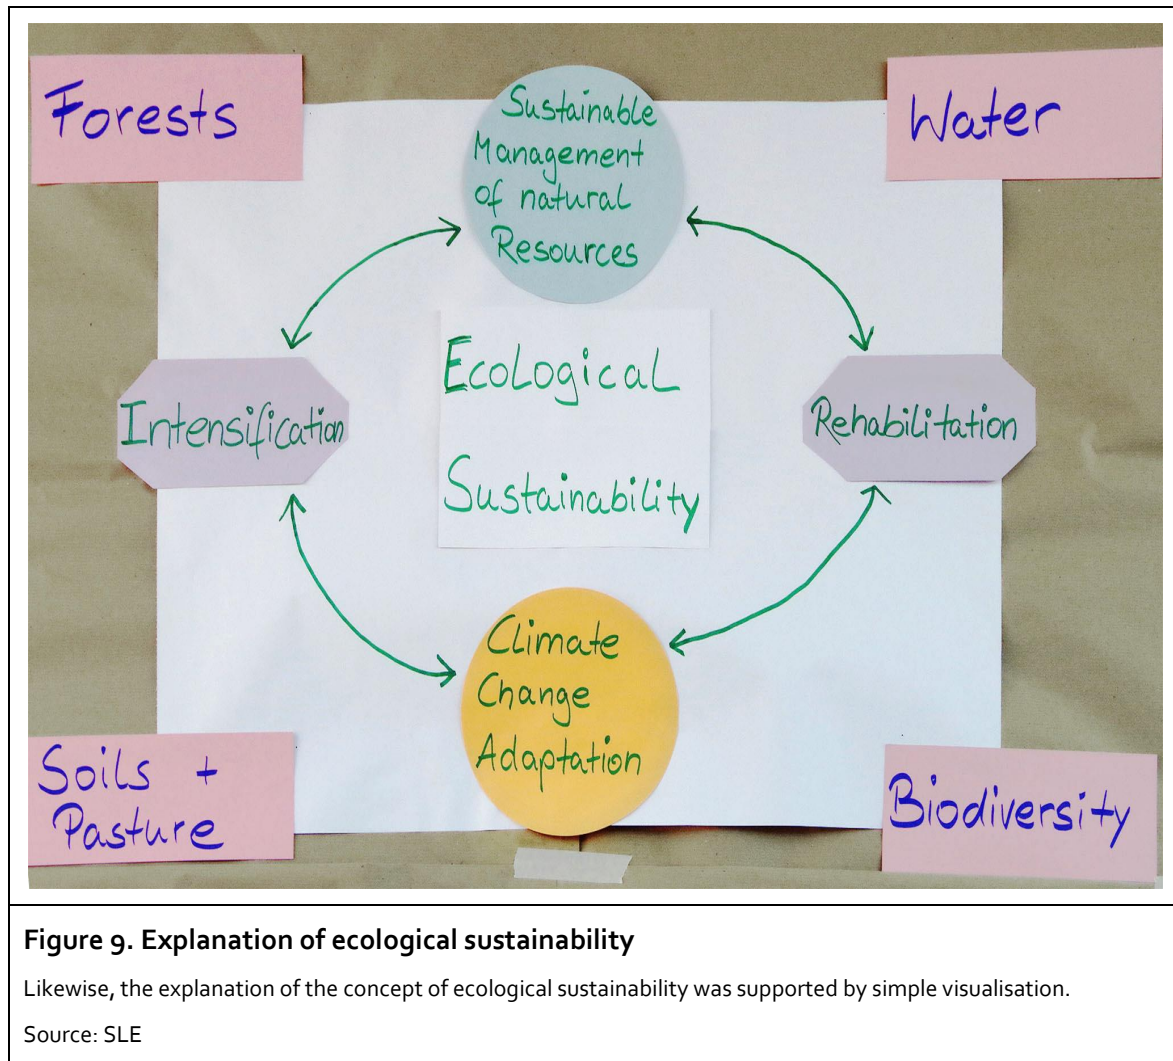 Forests
Water
Sustainable
Management
of natural
Resources
Ecological
Sustainability
Intensification
Rehabilitation
Climate
Change
Adaptation
Soils +
Pasture
Biodiversity
Figure 9. Explanation of ecological sustainability
Likewise, the explanation of the concept of ecological sustainability was supported by simple visualisation.
Source: SLE